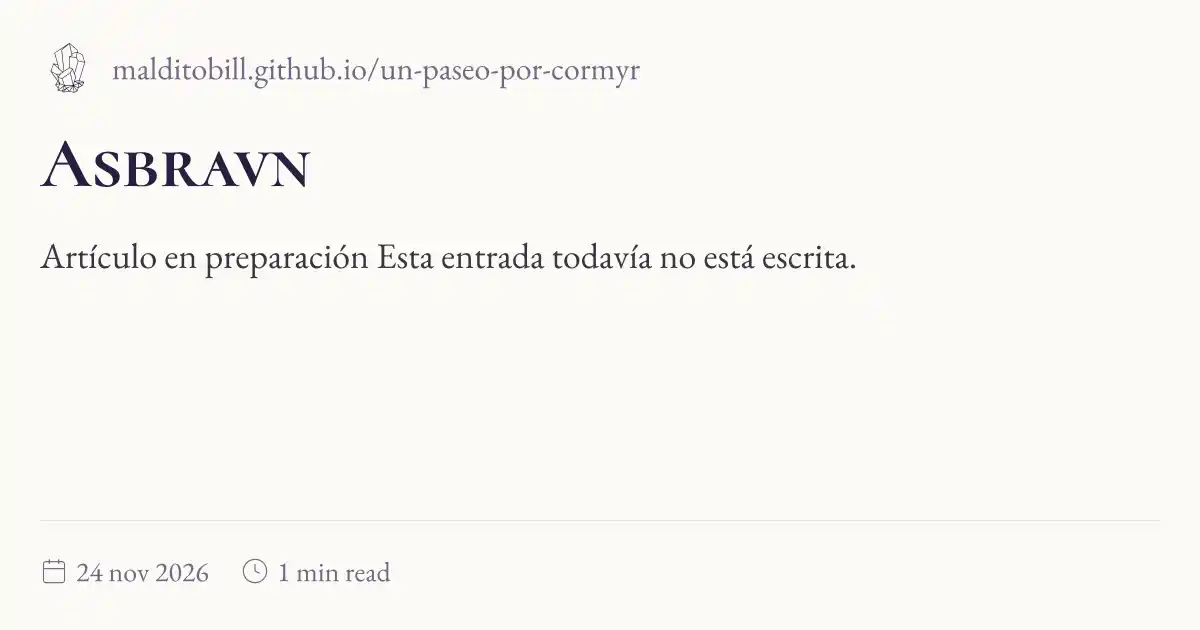 malditobill.github.io/un-paseo-por-cormyr
Asbravn
Artículo en preparación Esta entrada todavía no está escrita.
24 nov 2026 1 min read